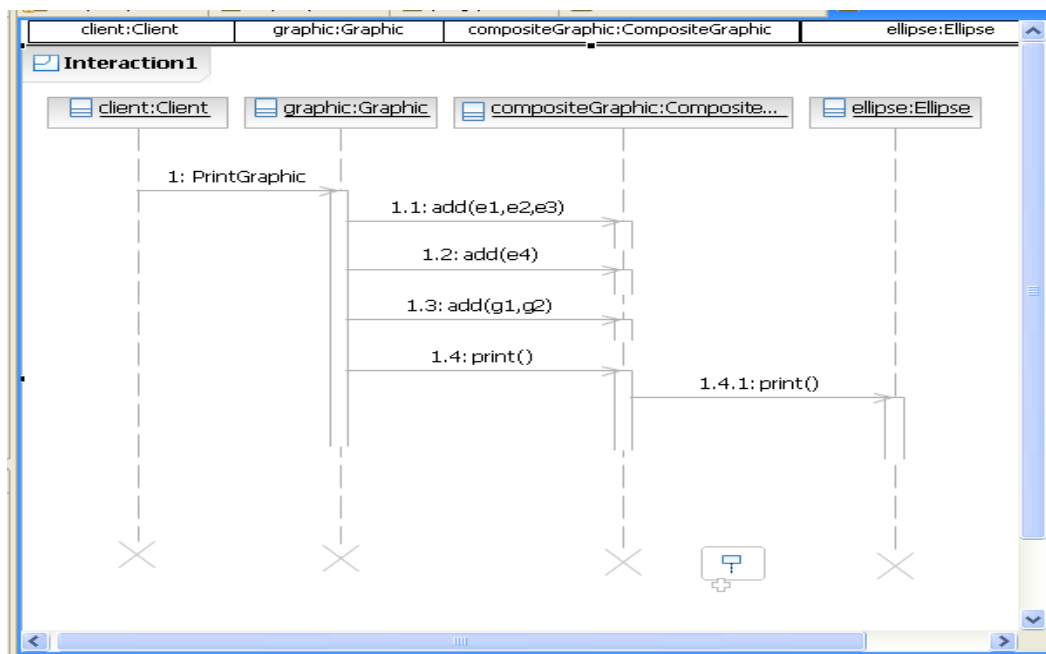 client:Client graphic:Graphic compositeGraphic:CompositeGraphic ellipse:Ellipse
Interaction1
client:Client graphic:Graphic compositeGraphic:Composite... ellipse:Ellipse
1: PrintGraphic
1.1: add(e1,e2,e3)
1.2: add(e4)
1.3: add(g1,g2)
1.4: print()
1.4.1: print()